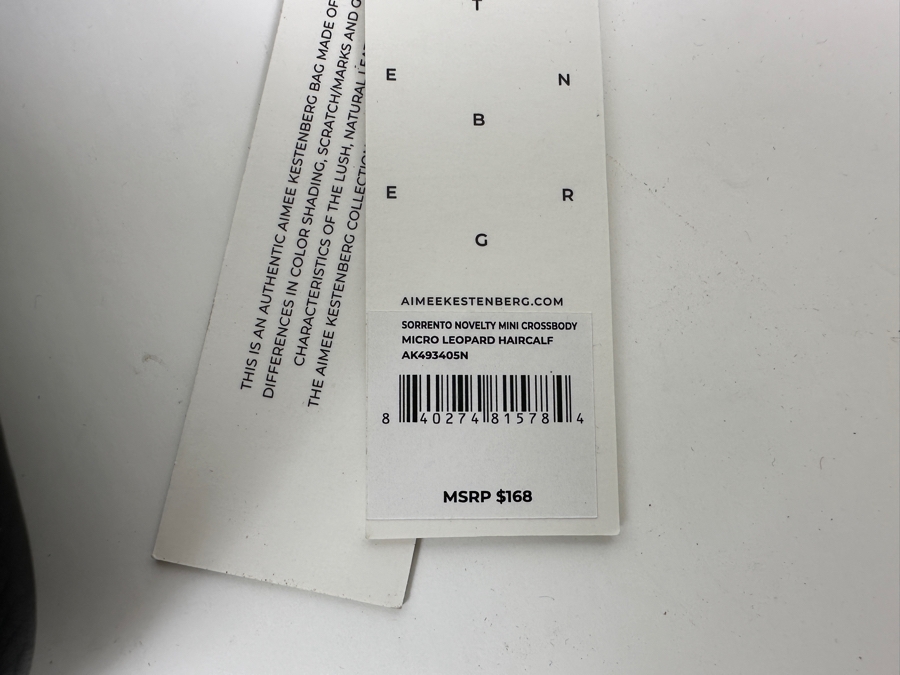 THIS IS AN AUTHENTIC AIMEE KESTENBERG BAG MADE OF
DIFFERENCES IN COLOR SHADING, SCRATCH/MARKS AND
CHARACTERISTICS OF THE LUSH, NATURAL
THE AIMEE KESTENBERG
T
E N
B
E R
G
AIMEEKESTENBERG.COM
SORRENTO NOVELTY MINI CROSSBODY
MICRO LEOPARD HAIRCALF
AK493405N
8 40274 81578 4
MSRP $168